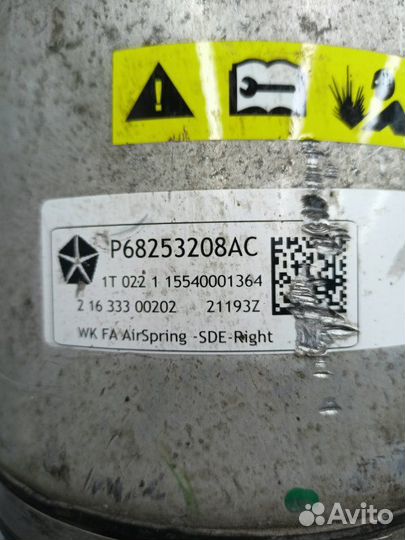 P68253208AC
1T 022 1 15540001364
2 16 333 00202 21193Z
WK FA AirSpring -SDE-Right
Avito